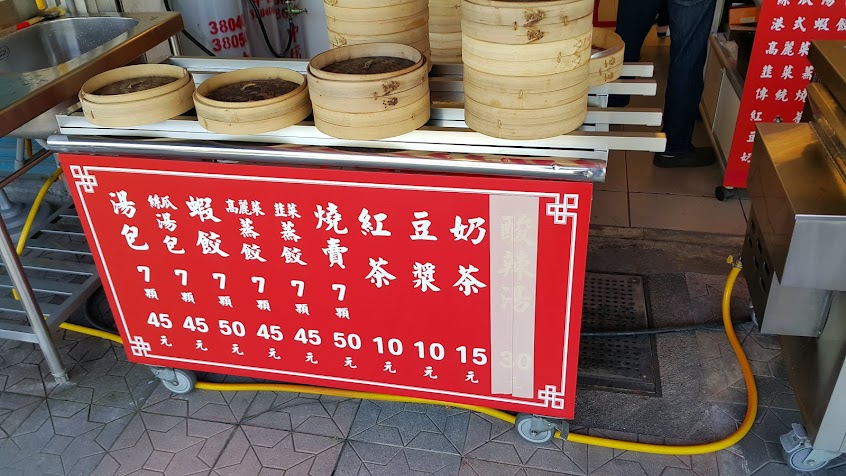 3804
3805
湯包 7顆 45元
絲瓜湯包 7顆 45元
蝦餃 7顆 50元
高麗菜蒸餃 7顆 45元
韭菜蒸餃 7顆 45元
燒賣 7顆 50元
紅茶 10元
豆漿 10元
奶茶 15元
酸辣湯 30
港式蝦餃
高麗菜蒸
韭菜蒸
傳統燒
紅
豆
奶